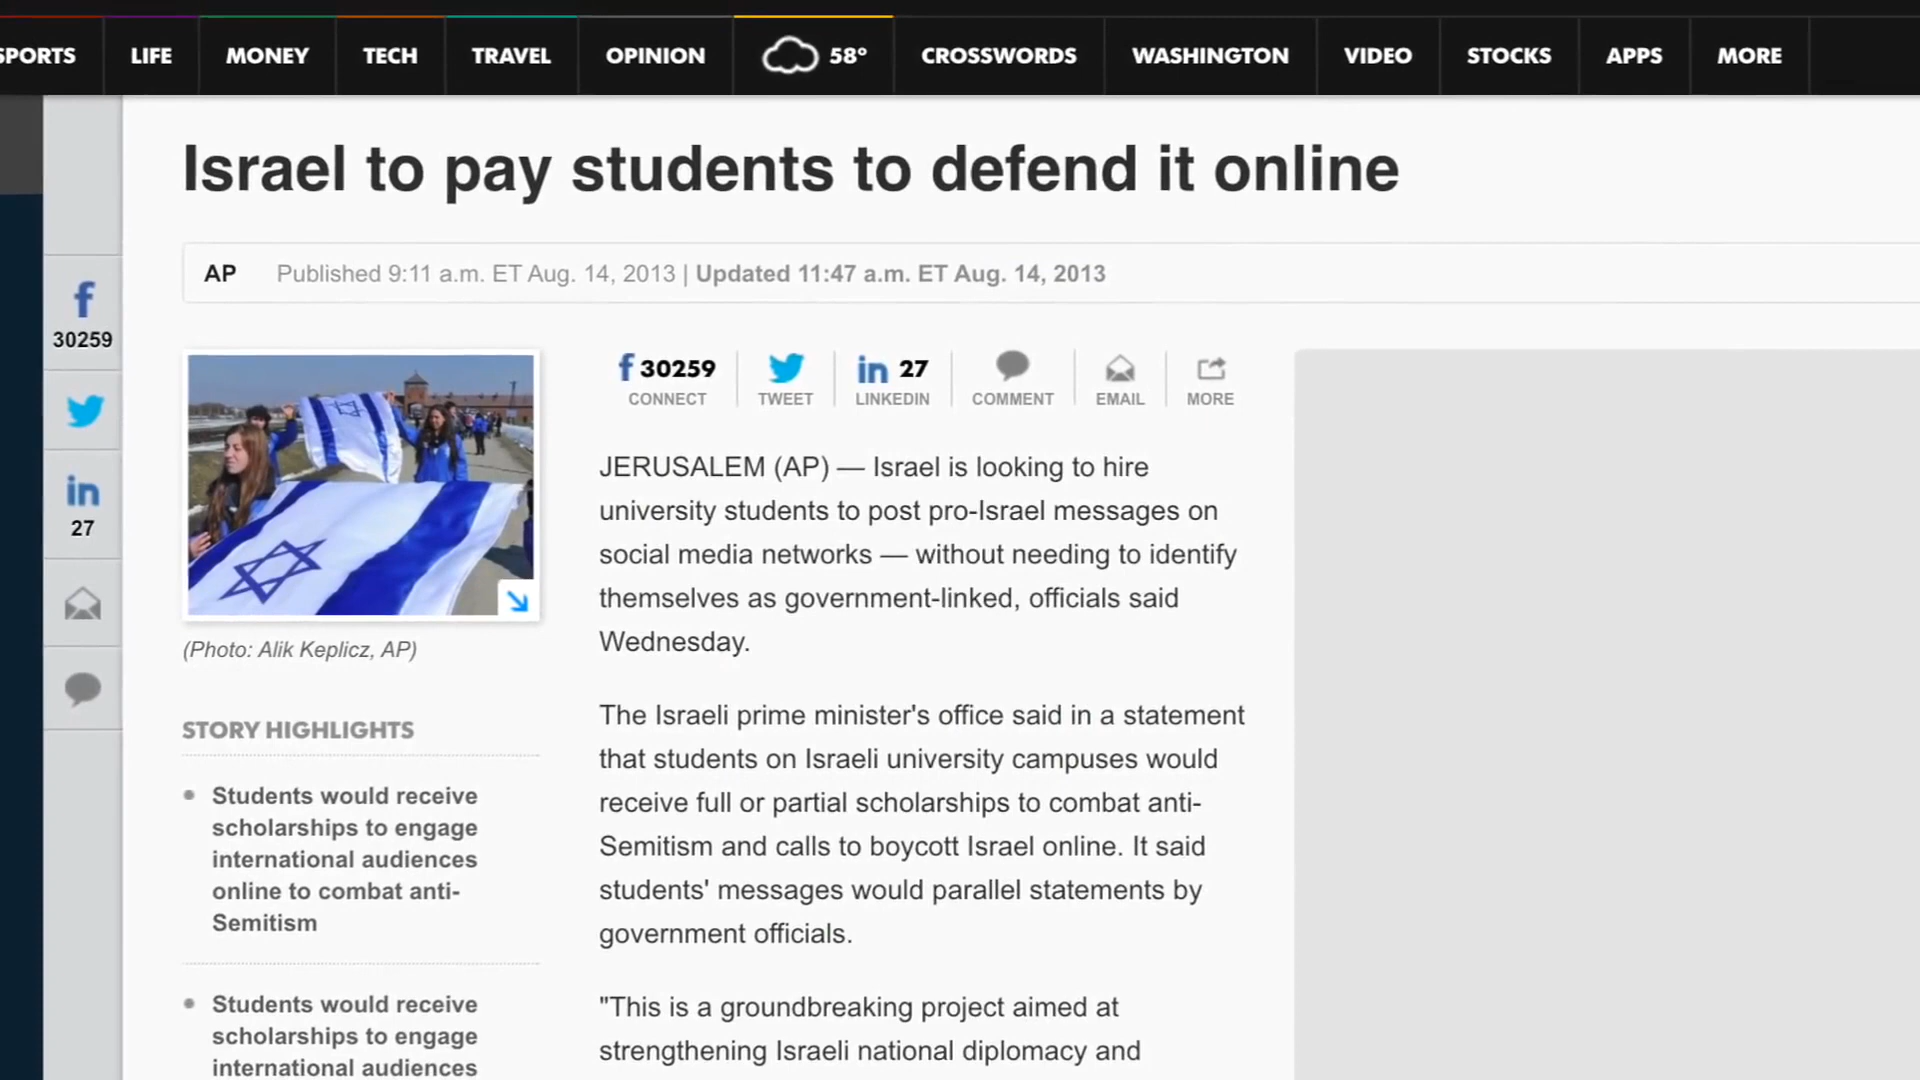 SPORTS LIFE MONEY TECH TRAVEL OPINION 58° CROSSWORDS WASHINGTON VIDEO STOCKS APPS MORE
Israel to pay students to defend it online
AP Published 9:11 a.m. ET Aug. 14, 2013 | Updated 11:47 a.m. ET Aug. 14, 2013
f
30259
in
27
f 30259
CONNECT
TWEET
in 27
LINKEDIN
COMMENT
EMAIL
MORE
(Photo: Alik Keplicz, AP)
STORY HIGHLIGHTS
Students would receive
scholarships to engage
international audiences
online to combat anti-
Semitism
Students would receive
scholarships to engage
international audiences
JERUSALEM (AP) — Israel is looking to hire
university students to post pro-Israel messages on
social media networks — without needing to identify
themselves as government-linked, officials said
Wednesday.
The Israeli prime minister's office said in a statement
that students on Israeli university campuses would
receive full or partial scholarships to combat anti-
Semitism and calls to boycott Israel online. It said
students' messages would parallel statements by
government officials.
"This is a groundbreaking project aimed at
strengthening Israeli national diplomacy and